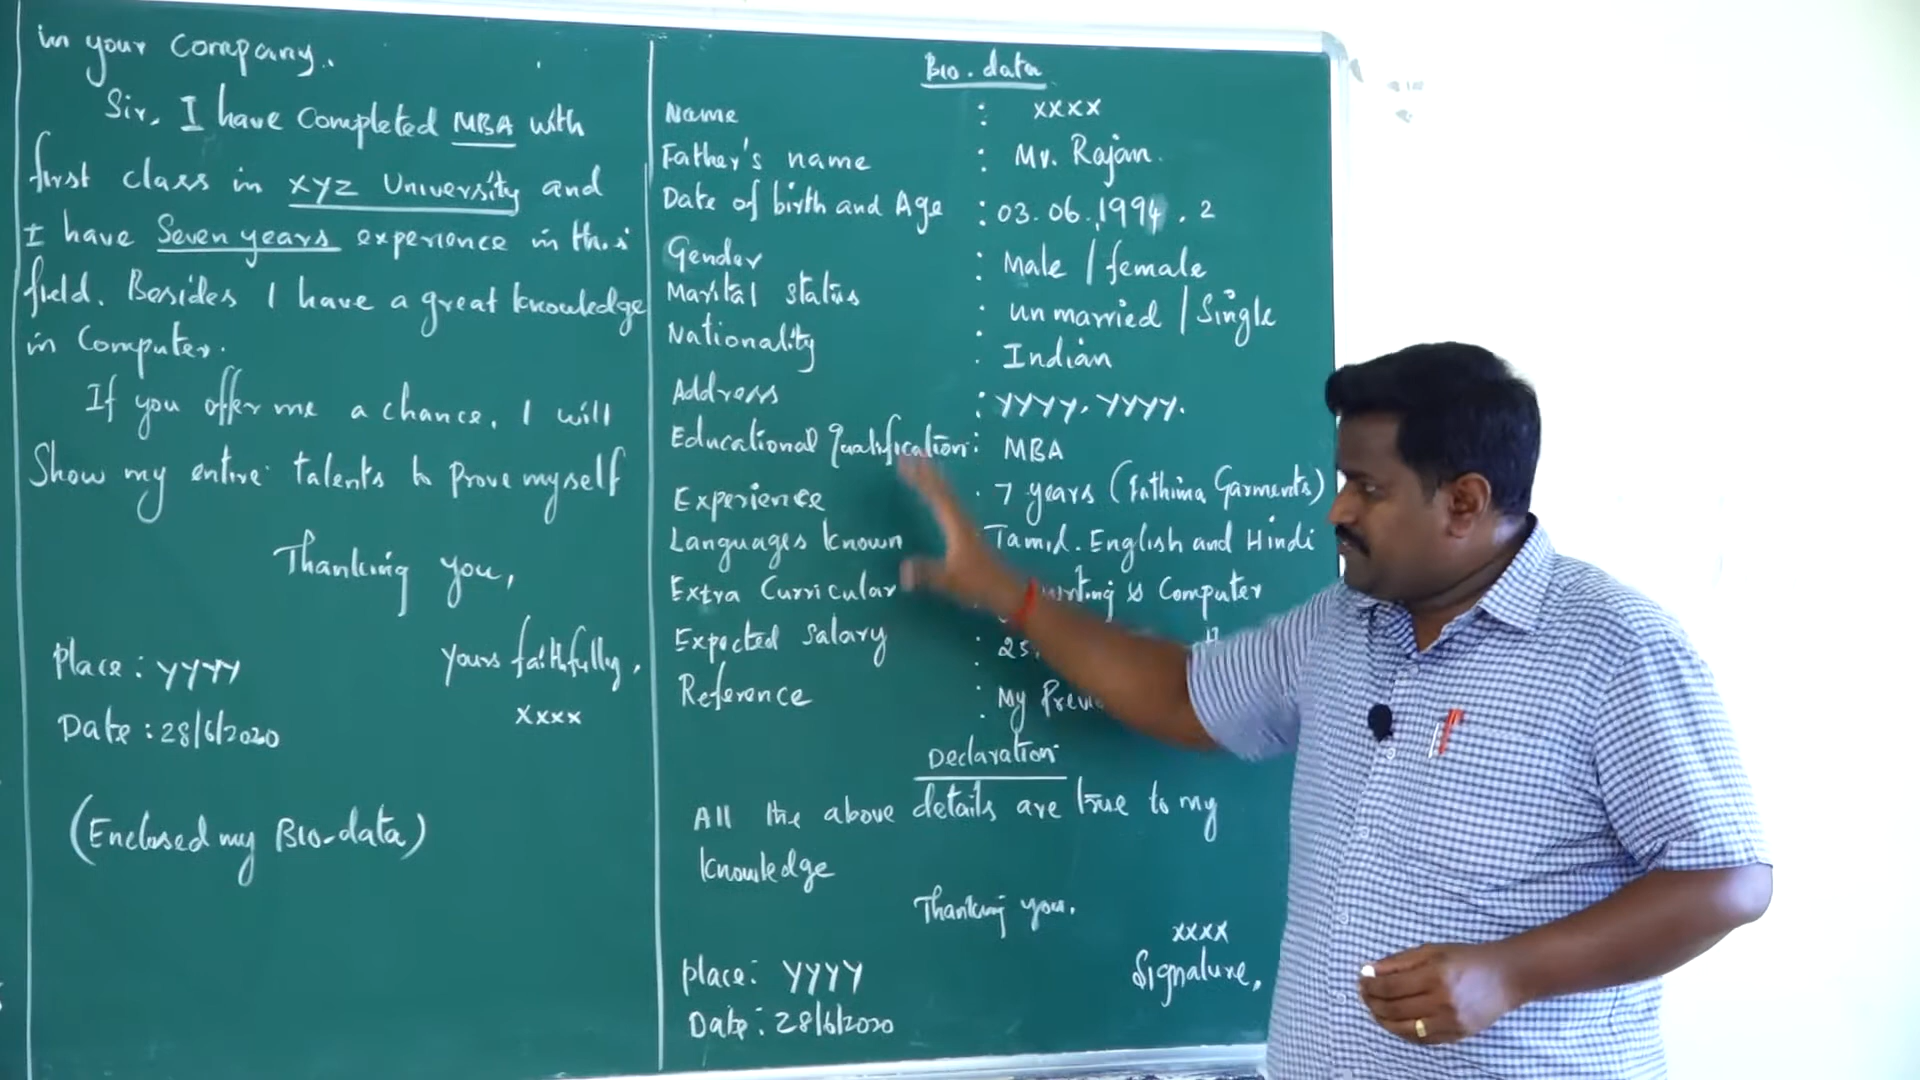 in your company.
Sir, I have completed MBA with
first class in XYZ University and
I have Seven years experience in this
field. Besides I have a great knowledge
in Computer.
If you offer me a chance, I will
Show my entire talents to prove myself
Thanking you,
Yours faithfully,
Place: YYYY
xxxx
Date: 28/6/2020
(Enclosed my Bio-data)
Bio-data
Name : xxxx
Father's name : Mr. Rajan.
Date of birth and Age : 03.06.1994. 2
Gender : Male / female
Marital status : unmarried / Single
Nationality : Indian
Address : YYYY, YYYY.
Educational Qualification : MBA
Experience : 7 years (Fathima Garments)
Languages known : Tamil, English and Hindi
Extra Curricular & Computer
Expected Salary : 25
Reference : My
Declaration
All the above details are true to my
knowledge
Thanking you.
xxxx
Place: YYYY
Signature,
Date: 28/6/2020